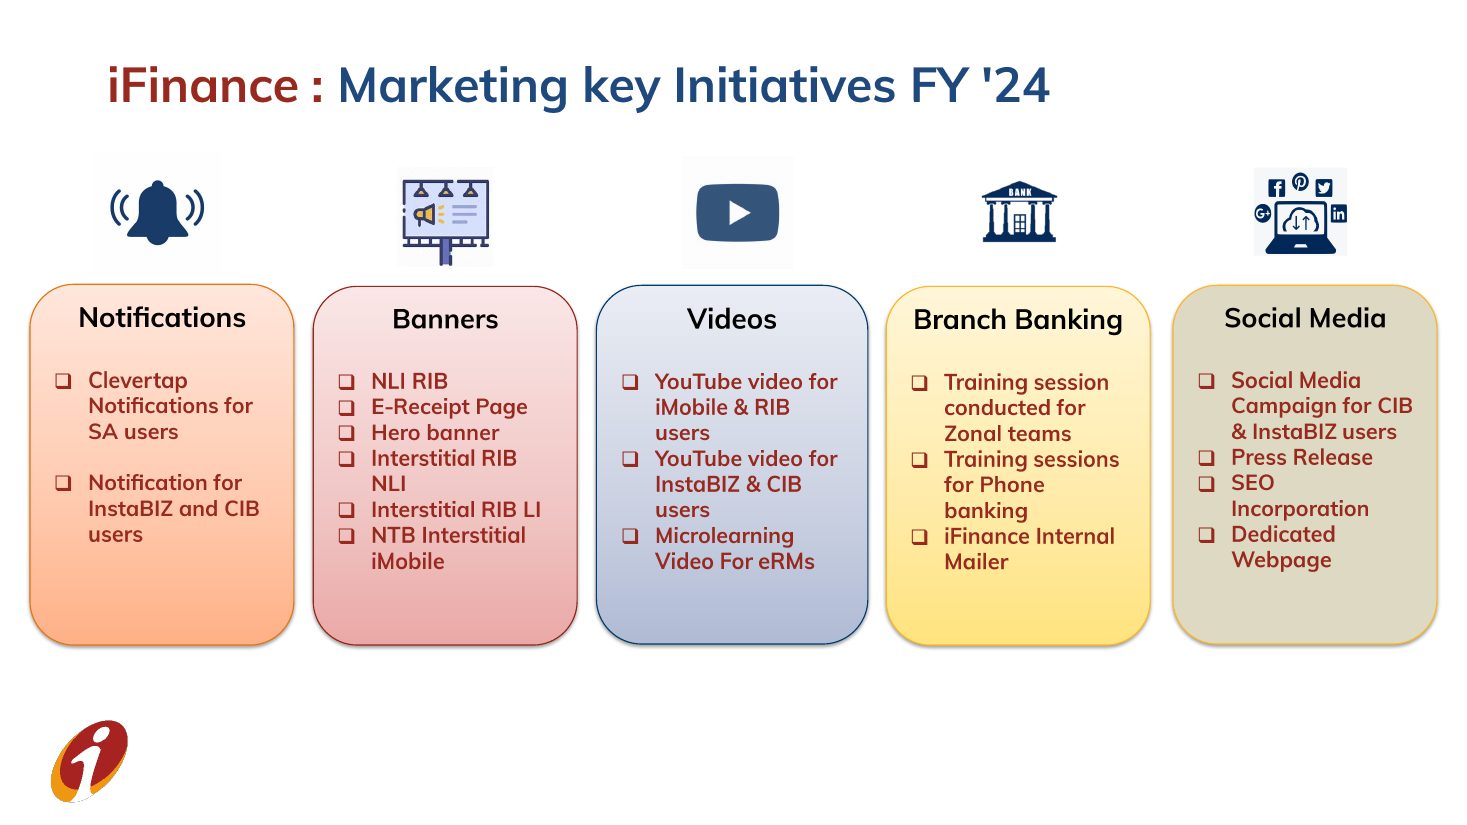 iFinance : Marketing key Initiatives FY '24
BANK
Notifications
❑ Clevertap
Notifications for
SA users
❑ Notification for
InstaBIZ and CIB
users
Banners
❑ NLI RIB
❑ E-Receipt Page
❑ Hero banner
❑ Interstitial RIB
NLI
❑ Interstitial RIB LI
❑ NTB Interstitial
iMobile
Videos
❑ YouTube video for
iMobile & RIB
users
❑ YouTube video for
InstaBIZ & CIB
users
❑ Microlearning
Video For eRMs
Branch Banking
❑ Training session
conducted for
Zonal teams
❑ Training sessions
for Phone
banking
❑ iFinance Internal
Mailer
Social Media
❑ Social Media
Campaign for CIB
& InstaBIZ users
❑ Press Release
❑ SEO
Incorporation
❑ Dedicated
Webpage